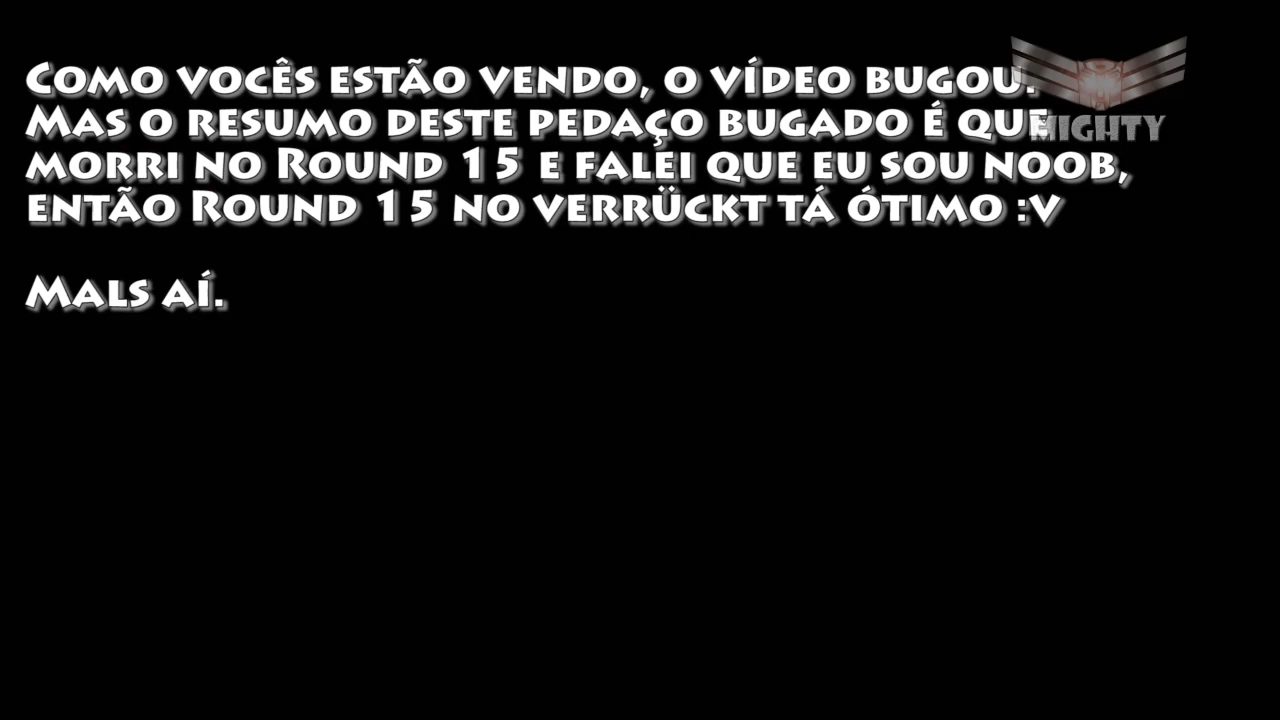 Como vocês estão vendo, o vídeo bugou.
Mas o resumo deste pedaço bugado é que
morri no Round 15 e falei que eu sou noob,
então Round 15 no verrückt tá ótimo :v
Mals aí.
MIGHTY